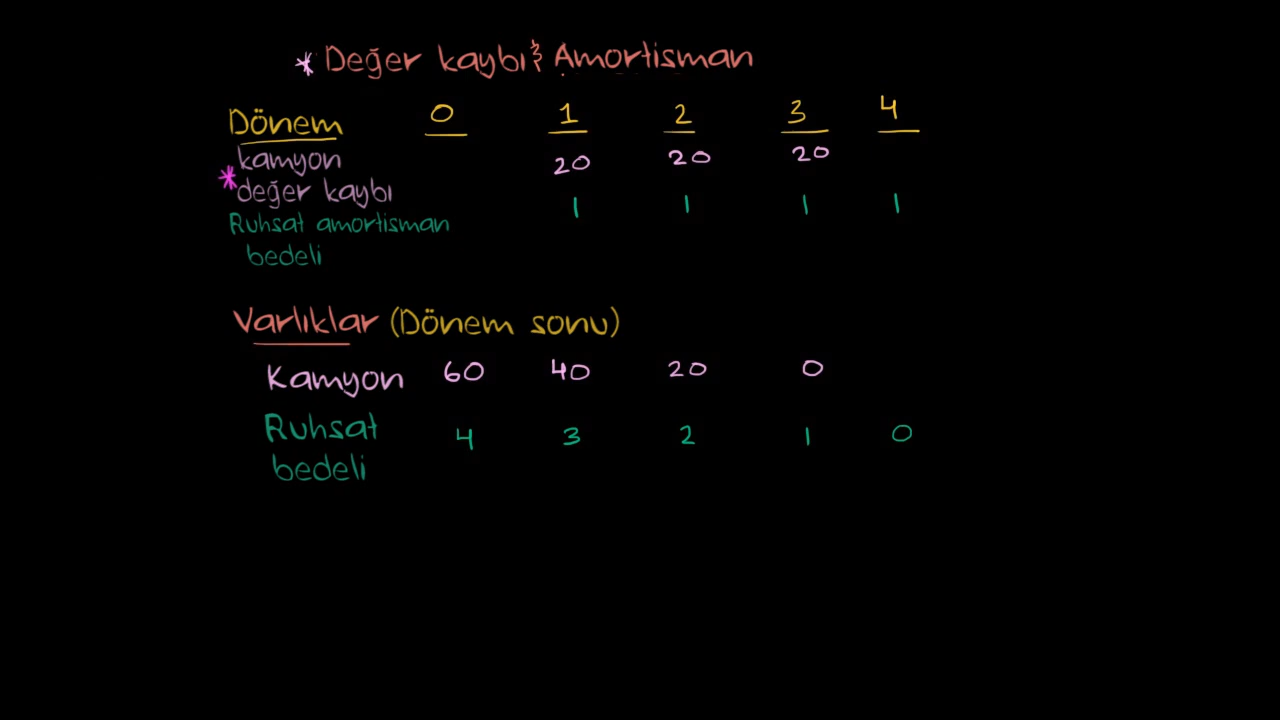 * Değer kaybı & Amortisman
Dönem 0 1 2 3 4
kamyon 20 20 20
*değer kaybı
Ruhsat amortisman 1 1 1 1
bedeli
Varlıklar (Dönem sonu)
Kamyon 60 40 20 0
Ruhsat 4 3 2 1 0
bedeli